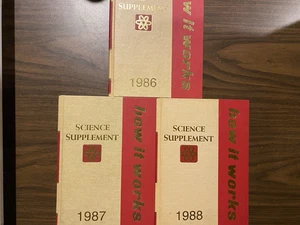 SUPPLEMENT
1986
how it works
SCIENCE
SUPPLEMENT
1987
how it works
SCIENCE
SUPPLEMENT
1988
how it works